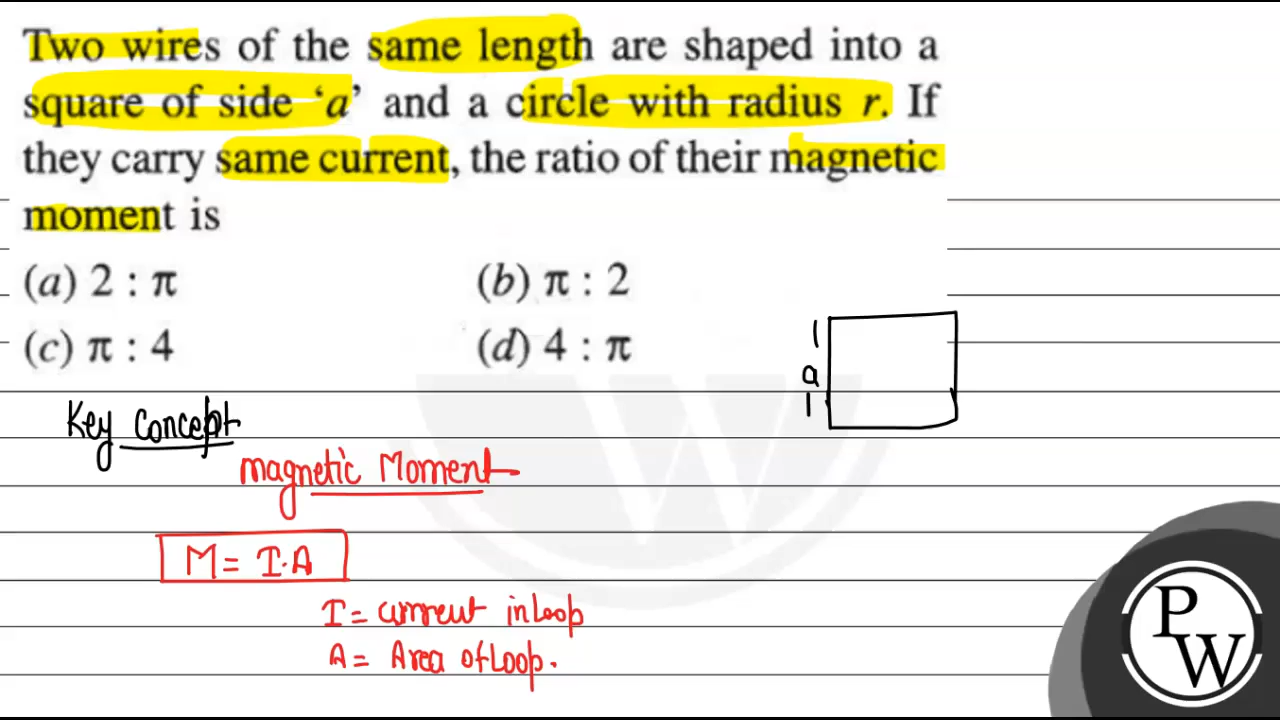 Two wires of the same length are shaped into a
square of side ‘a’ and a circle with radius r. If
they carry same current, the ratio of their magnetic
moment is
(a) 2 : π (b) π : 2
(c) π : 4 (d) 4 : π
a
Key Concept
magnetic Moment
M = I·A
I = current in loop
A = Area of Loop.
P
W